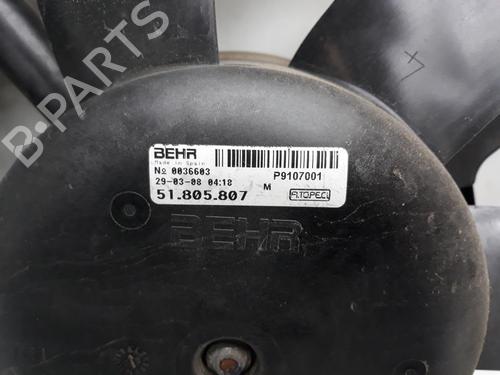 B-PARTS
BEHR
Made in Spain
No 0036603
P9107001
29-03-08 04:18
M
51.805.807
BEHR